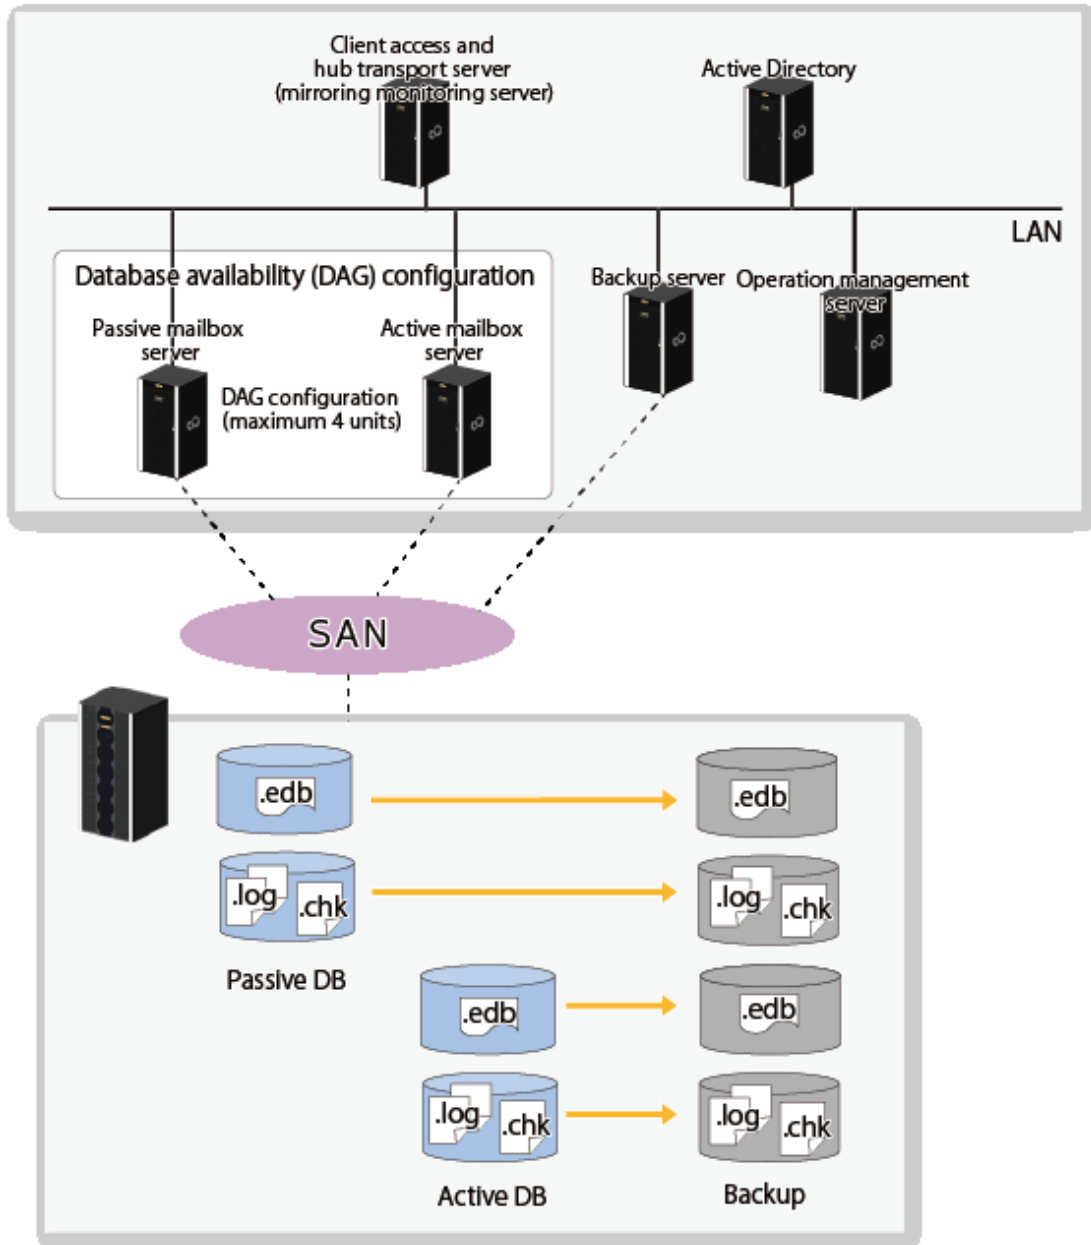 Client access and
hub transport server
(mirroring monitoring server)
Active Directory
LAN
Database availability (DAG) configuration
Backup server
Operation management
server
Passive mailbox
server
Active mailbox
server
DAG configuration
(maximum 4 units)
SAN
.edb
.edb
.log
.chk
.log
.chk
Passive DB
.edb
.edb
.log
.chk
.log
.chk
Active DB
Backup